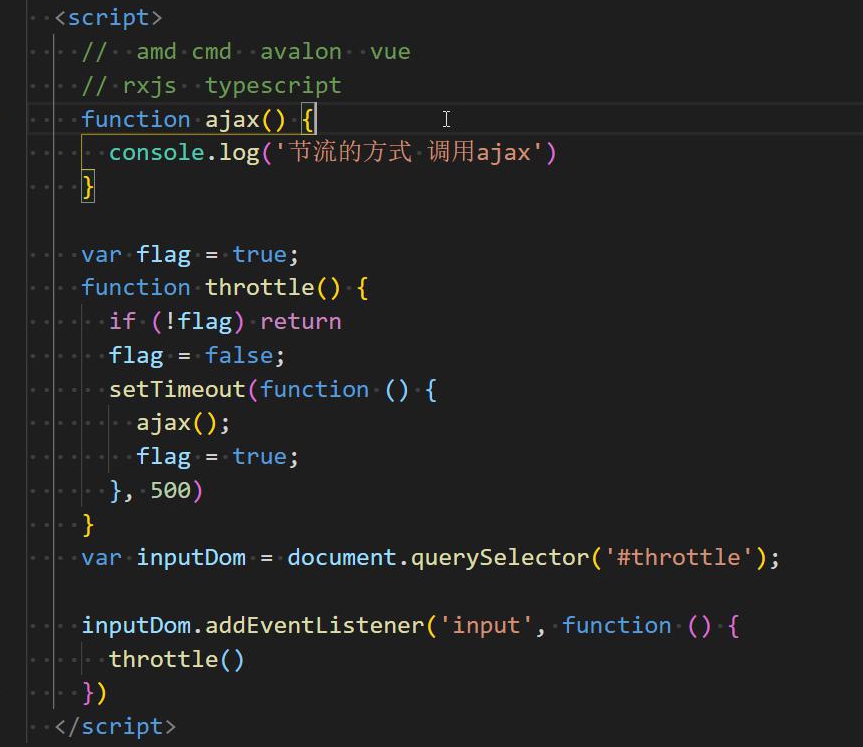 <script>
// amd cmd avalon vue
// rxjs typescript
function ajax() {
console.log('节流的方式 调用ajax')
}
var flag = true;
function throttle() {
if (!flag) return
flag = false;
setTimeout(function () {
ajax();
flag = true;
}, 500)
}
var inputDom = document.querySelector('#throttle');
inputDom.addEventListener('input', function () {
throttle()
})
</script>